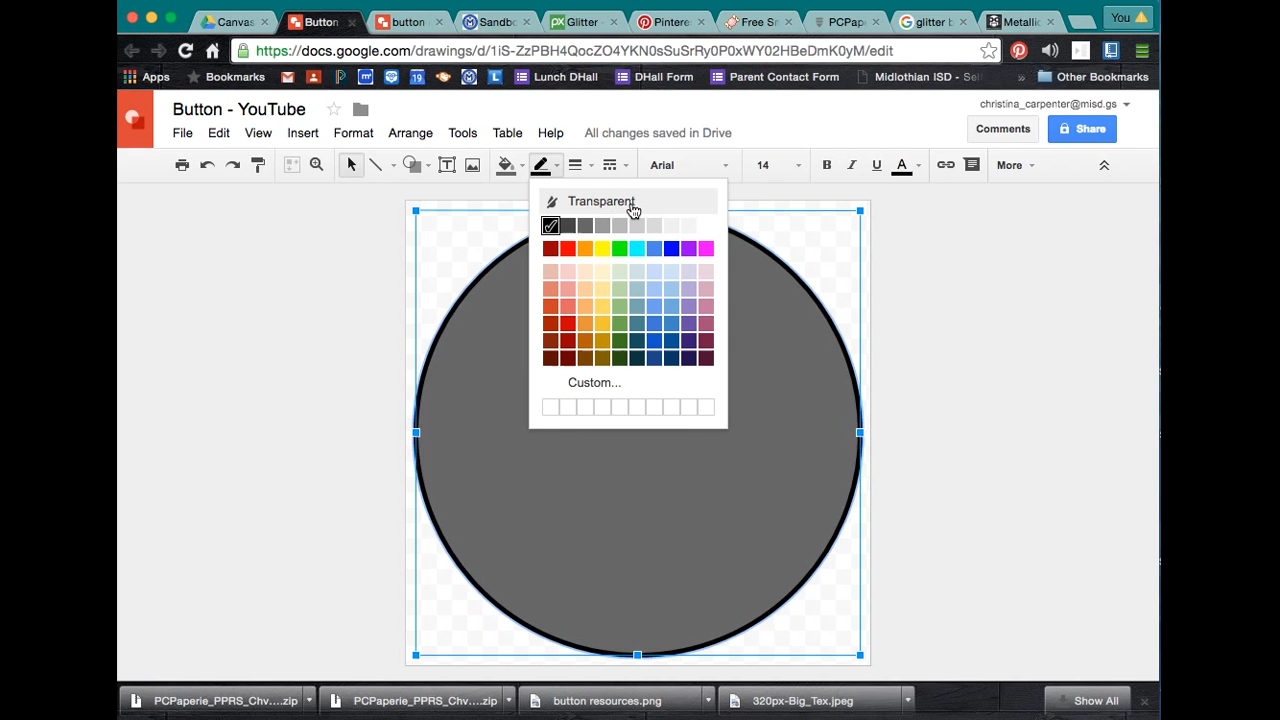 Canvas
Button
button
Sandb
Glitter
Pintere
Free Sr
PCPap
glitter b
Metallic
You
https://docs.google.com/drawings/d/1iS-ZzPBH4QocZO4YKN0sSuSrRy0P0xWY02HBeDmK0yM/edit
Apps Bookmarks 19 L Lunch DHall DHall Form Parent Contact Form Midlothian ISD - Sel » Other Bookmarks
Button - YouTube
christina_carpenter@misd.gs
File Edit View Insert Format Arrange Tools Table Help All changes saved in Drive
Comments Share
Arial 14 B I U A More
Transparent
Custom...
PCPaperie_PPRS_Chv....zip PCPaperie_PPRS_Chv....zip button resources.png 320px-Big_Tex.jpeg Show All